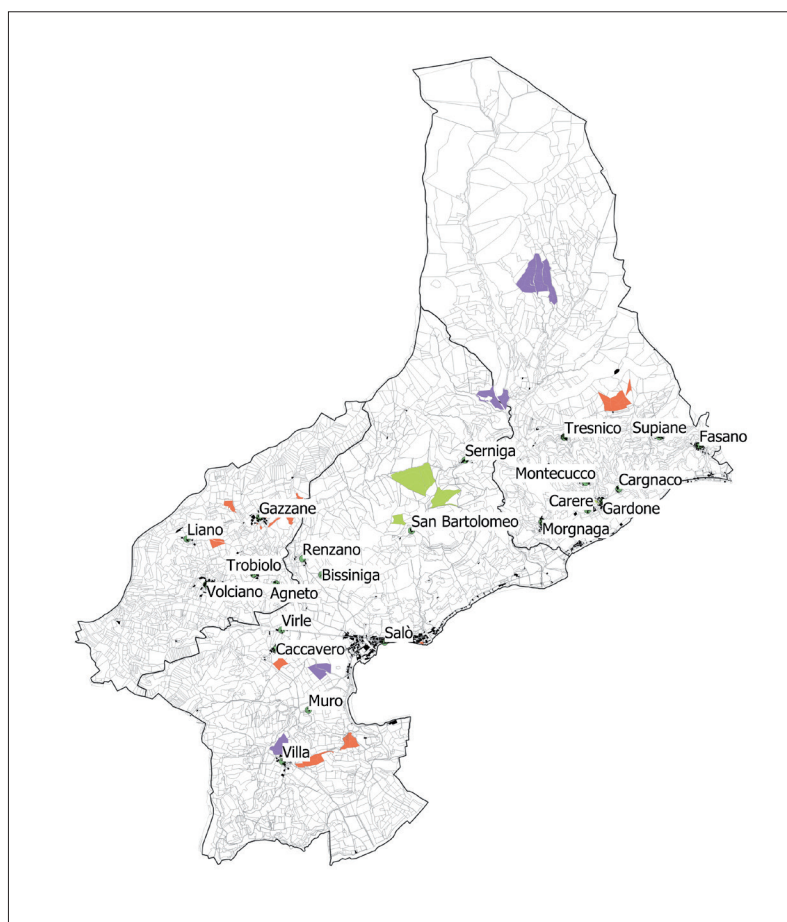 Tresnico
Supiane
Fasano
Serniga
Montecucco
Cargnaco
Carere
Gardone
Gazzane
Liano
San Bartolomeo
Morgnaga
Renzano
Trobiolo
Bissiniga
Volciano
Agneto
Virle
Salò
Caccavero
Muro
Villa